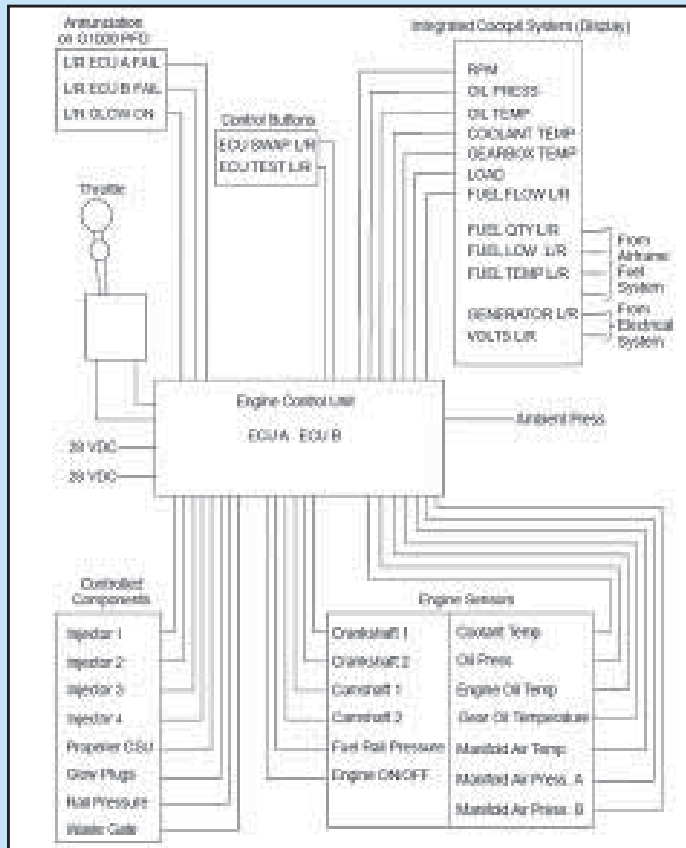 Annunciation
on G1000 PFD
L/R ECU A FAIL
L/R ECU B FAIL
L/R GLOW ON
Control Buttons
ECU SWAP L/R
ECU TEST L/R
Integrated Cockpit System (Display)
RPM
OIL PRESS
OIL TEMP
COOLANT TEMP
GEARBOX TEMP
LOAD
FUEL FLOW L/R
FUEL QTY L/R
FUEL LOW L/R
FUEL TEMP L/R
From
Airframe
Fuel
System
GENERATOR L/R
VOLTS L/R
From
Electrical
System
Throttle
Engine Control Unit
ECU A ECU B
Ambient Press
28 VDC
28 VDC
Controlled
Components
Injector 1
Injector 2
Injector 3
Injector 4
Propeller CSU
Glow Plugs
Rail Pressure
Waste Gate
Engine Sensors
Crankshaft 1
Crankshaft 2
Camshaft 1
Camshaft 2
Fuel Rail Pressure
Engine ON/OFF
Coolant Temp
Oil Press
Engine Oil Temp
Gear Oil Temperature
Manifold Air Temp
Manifold Air Press. A
Manifold Air Press. B